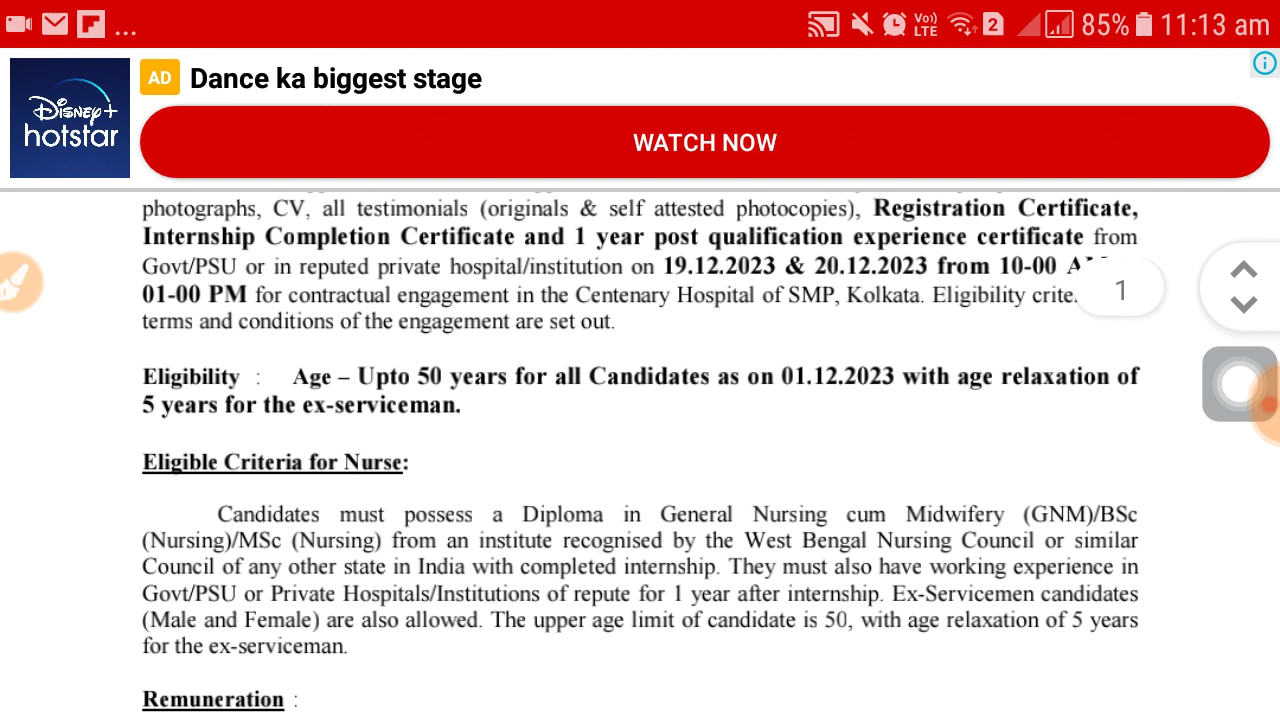 ... 
Vo)) LTE 2 85% 11:13 am
Disney+ hotstar
AD Dance ka biggest stage
WATCH NOW
photographs, CV, all testimonials (originals & self attested photocopies), Registration Certificate,
Internship Completion Certificate and 1 year post qualification experience certificate from
Govt/PSU or in reputed private hospital/institution on 19.12.2023 & 20.12.2023 from 10-00
01-00 PM for contractual engagement in the Centenary Hospital of SMP, Kolkata. Eligibility
1
terms and conditions of the engagement are set out.
Eligibility : Age – Upto 50 years for all Candidates as on 01.12.2023 with age relaxation of
5 years for the ex-serviceman.
Eligible Criteria for Nurse:
Candidates must possess a Diploma in General Nursing cum Midwifery (GNM)/BSc
(Nursing)/MSc (Nursing) from an institute recognised by the West Bengal Nursing Council or similar
Council of any other state in India with completed internship. They must also have working experience in
Govt/PSU or Private Hospitals/Institutions of repute for 1 year after internship. Ex-Servicemen candidates
(Male and Female) are also allowed. The upper age limit of candidate is 50, with age relaxation of 5 years
for the ex-serviceman.
Remuneration :